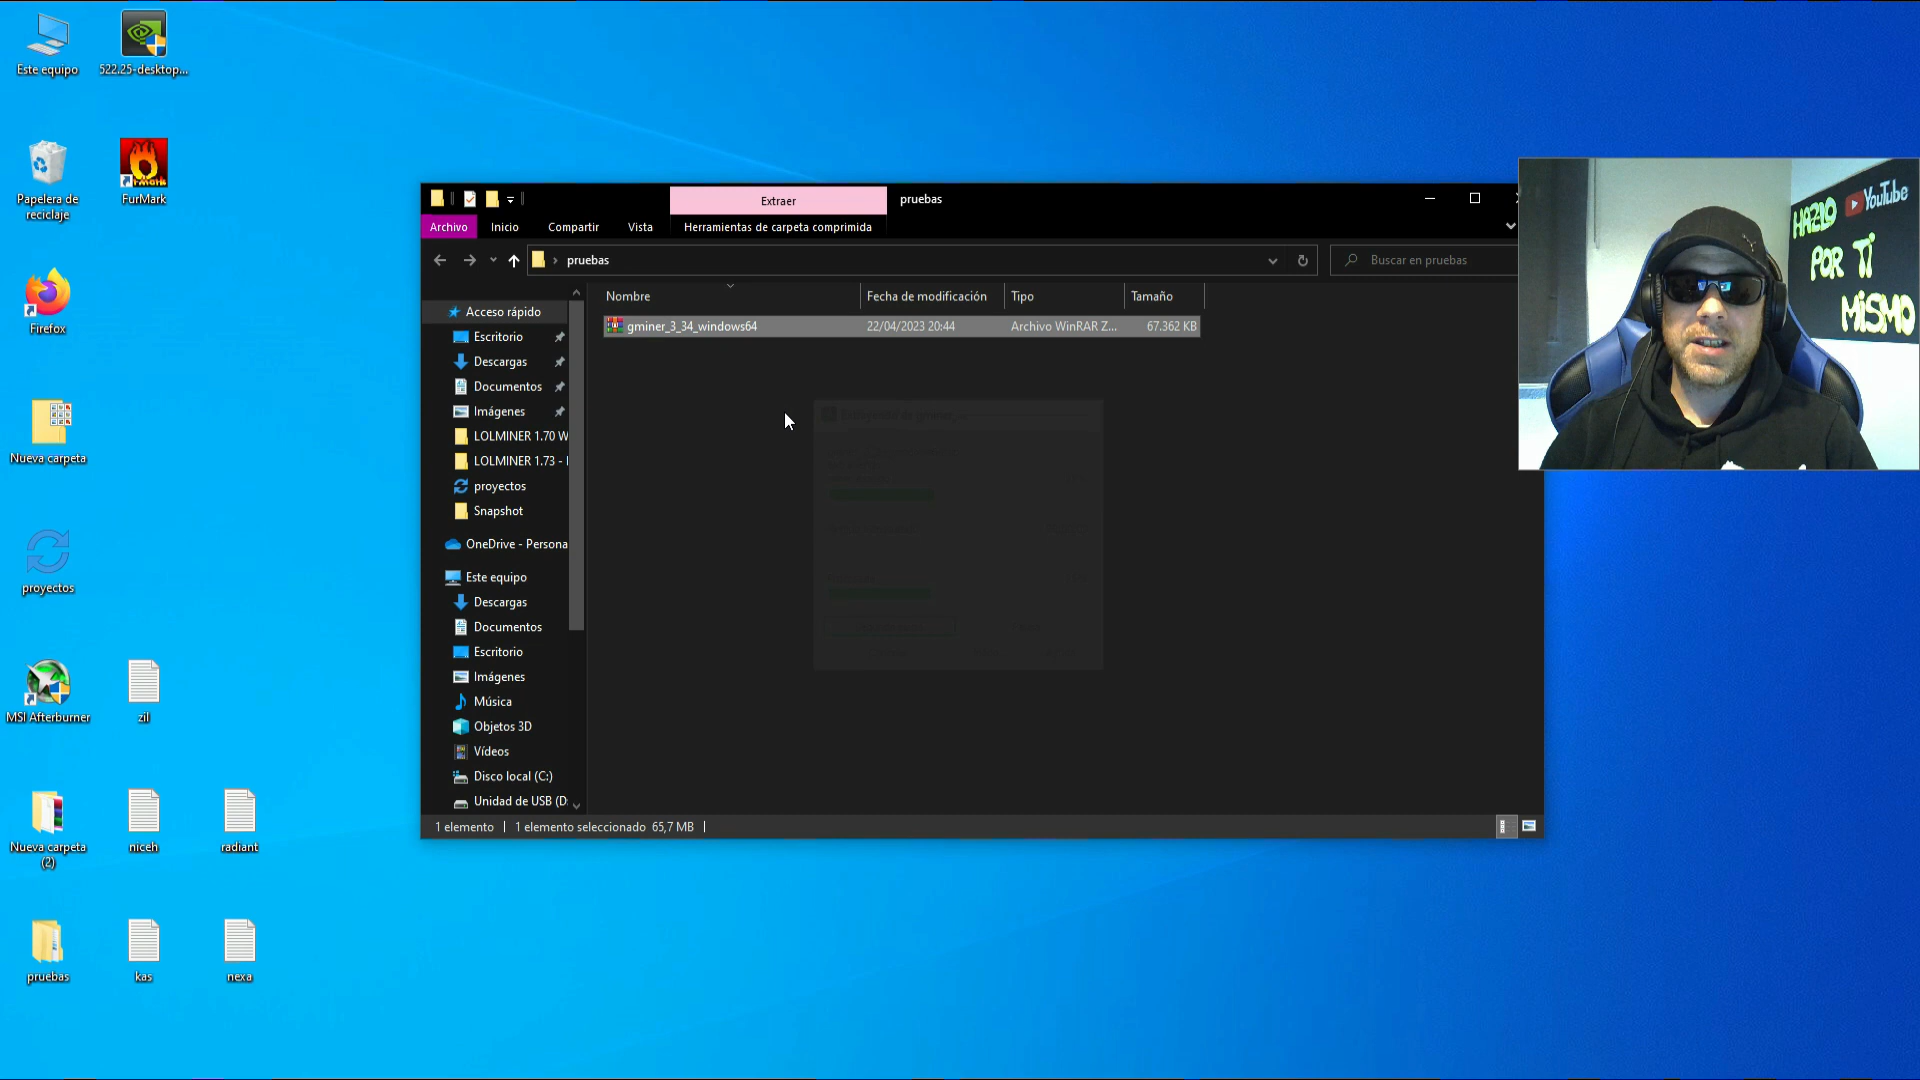 Este equipo
522.25-desktop...
Papelera de
reciclaje
FurMark
Firefox
Nueva carpeta
proyectos
MSI Afterburner
zil
Nueva carpeta
(2)
niceh
radiant
pruebas
kas
nexa
Extraer
pruebas
Archivo
Inicio
Compartir
Vista
Herramientas de carpeta comprimida
pruebas
Buscar en pruebas
Nombre
Fecha de modificación
Tipo
Tamaño
gminer_3_34_windows64
22/04/2023 20:44
Archivo WinRAR Z...
67.362 KB
Acceso rápido
Escritorio
Descargas
Documentos
Imágenes
LOLMINER 1.70 W
LOLMINER 1.73 -
proyectos
Snapshot
OneDrive - Persona
Este equipo
Descargas
Documentos
Escritorio
Imágenes
Música
Objetos 3D
Vídeos
Disco local (C:)
Unidad de USB (D:
1 elemento
1 elemento seleccionado 65,7 MB
YouTube
HAZLO
POR TI
MISMO